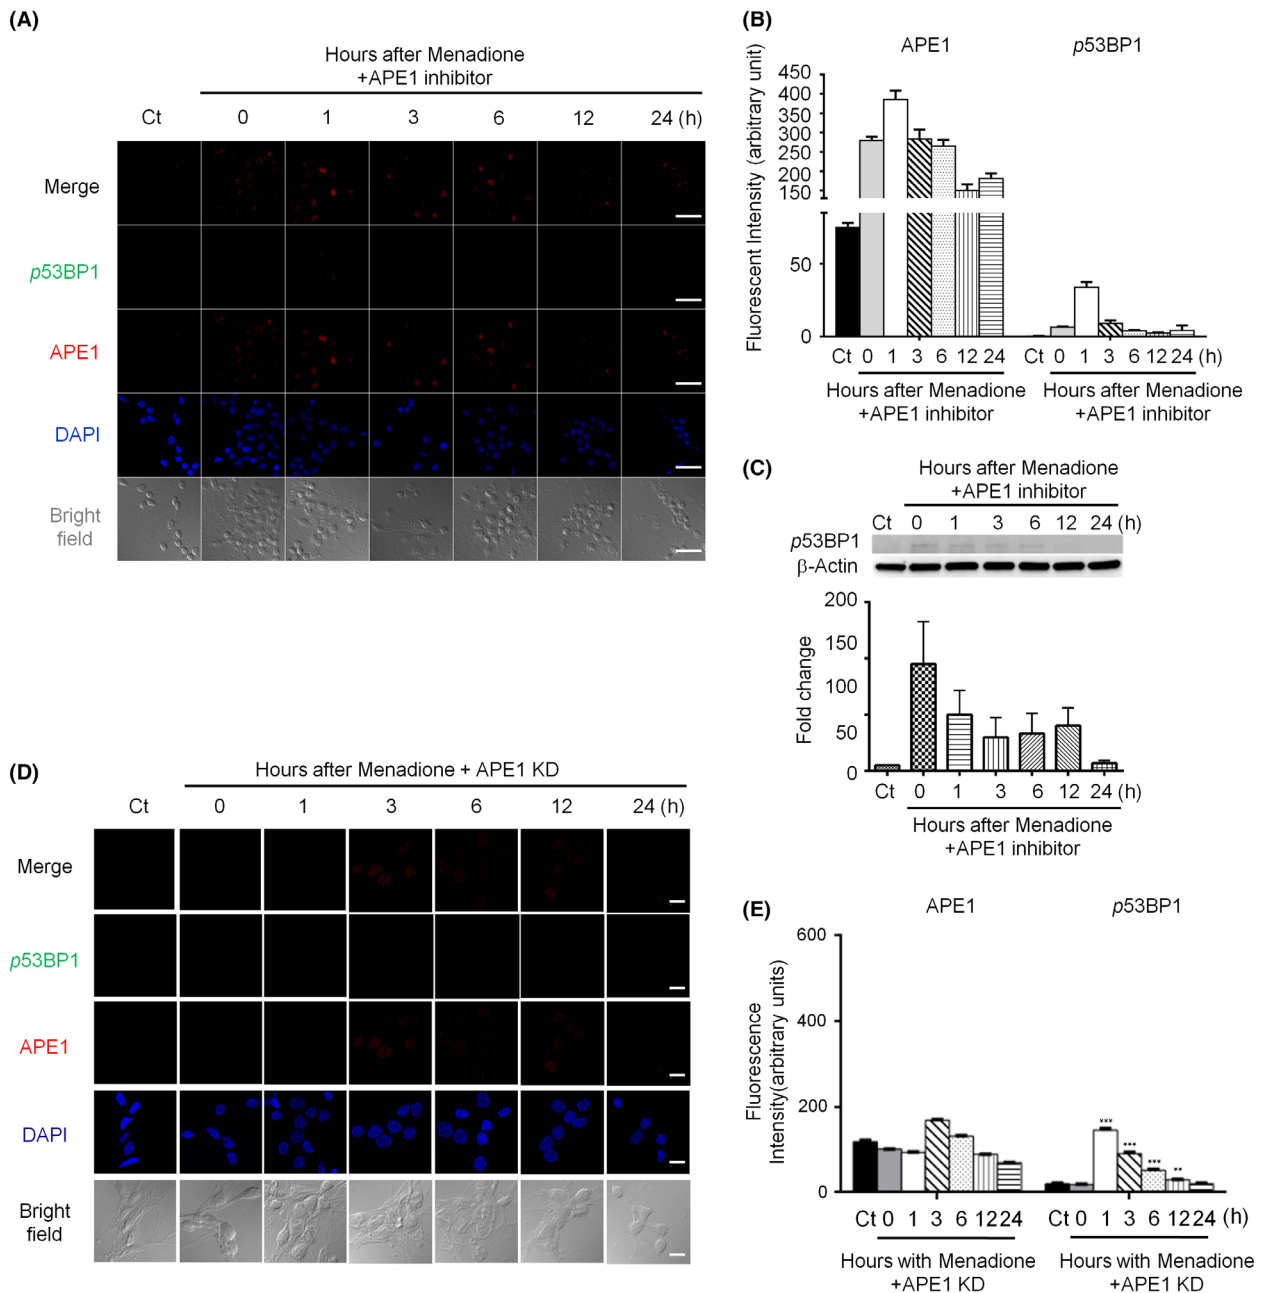 (A)
Hours after Menadione
+APE1 inhibitor
Ct 0 1 3 6 12 24 (h)
Merge
p53BP1
APE1
DAPI
Bright
field
(B)
APE1 p53BP1
Fluorescent Intensity (arbitrary unit)
450
400
350
300
250
200
150
50
0
Ct 0 1 3 6 12 24 Ct 0 1 3 6 12 24 (h)
Hours after Menadione Hours after Menadione
+APE1 inhibitor +APE1 inhibitor
(C)
Hours after Menadione
+APE1 inhibitor
Ct 0 1 3 6 12 24 (h)
p53BP1
β-Actin
Fold change
200
150
100
50
0
Ct 0 1 3 6 12 24 (h)
Hours after Menadione
+APE1 inhibitor
(D)
Hours after Menadione + APE1 KD
Ct 0 1 3 6 12 24 (h)
Merge
p53BP1
APE1
DAPI
Bright
field
(E)
APE1 p53BP1
Fluorescence
Intensity(arbitrary units)
600
400
200
0
*** *** *** **
Ct 0 1 3 6 12 24 Ct 0 1 3 6 12 24 (h)
Hours with Menadione Hours with Menadione
+APE1 KD +APE1 KD